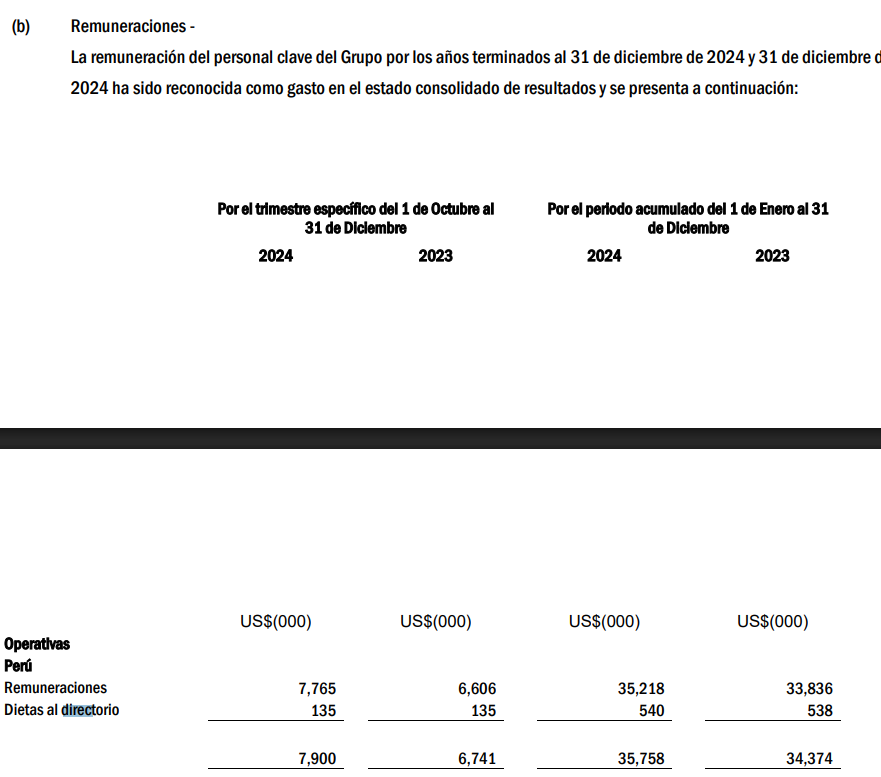 (b) Remuneraciones -
La remuneración del personal clave del Grupo por los años terminados al 31 de diciembre de 2024 y 31 de diciembre d
2024 ha sido reconocida como gasto en el estado consolidado de resultados y se presenta a continuación:
Por el trimestre específico del 1 de Octubre al Por el periodo acumulado del 1 de Enero al 31
31 de Diciembre de Diciembre
2024 2023 2024 2023
US$(000) US$(000) US$(000) US$(000)
Operativas
Perú
Remuneraciones 7,765 6,606 35,218 33,836
Dietas al directorio 135 135 540 538
7,900 6,741 35,758 34,374